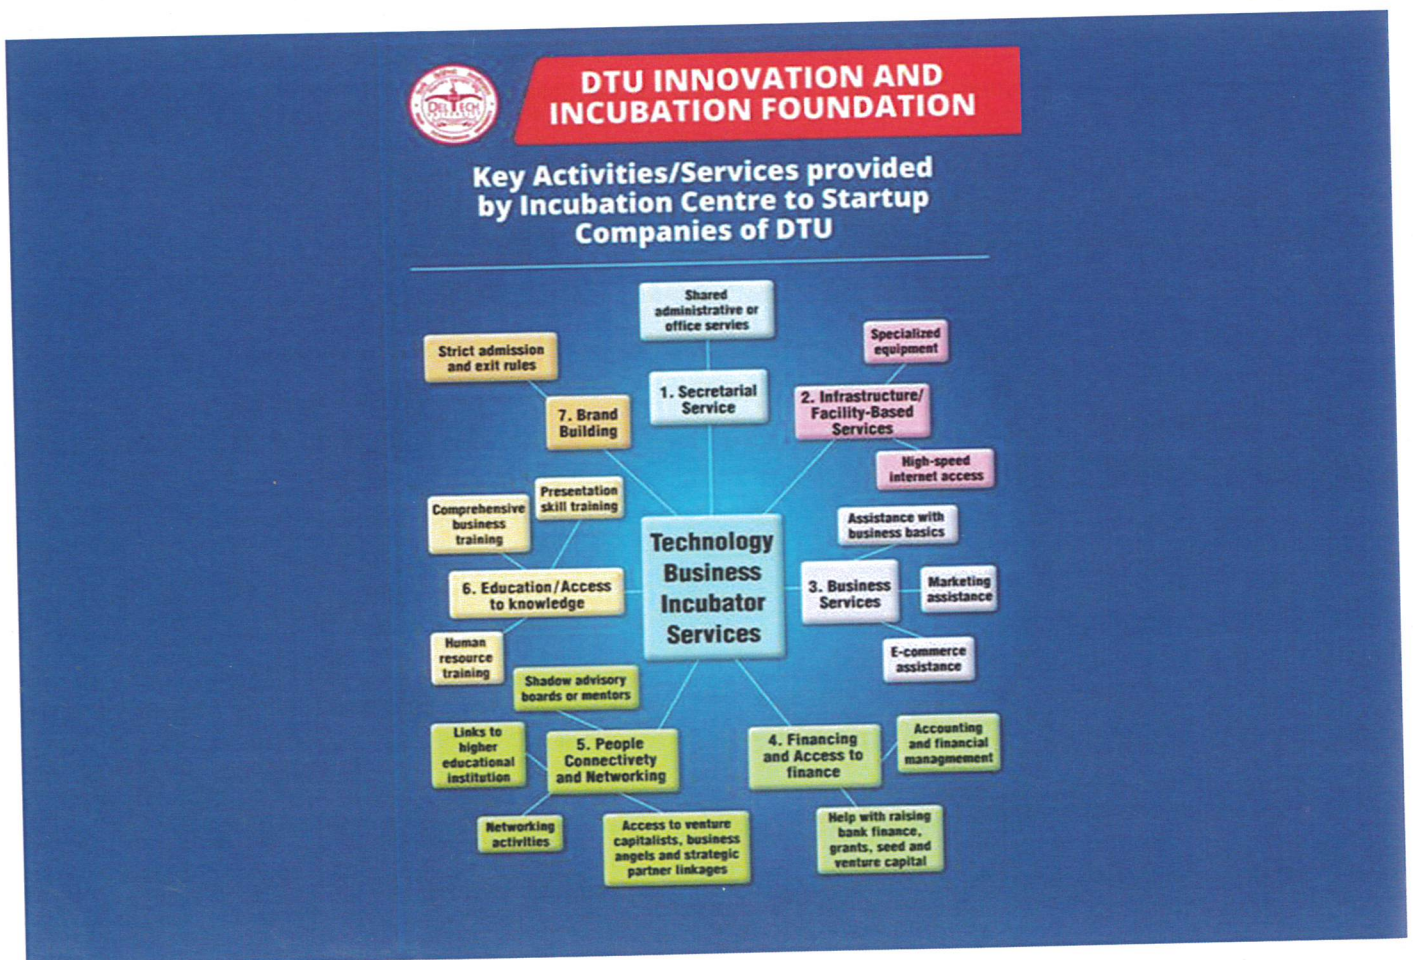 DELTECH
DTU INNOVATION AND
INCUBATION FOUNDATION
Key Activities/Services provided
by Incubation Centre to Startup
Companies of DTU
Shared
administrative or
office servies
1. Secretarial
Service
Specialized
equipment
2. Infrastructure/
Facility-Based
Services
High-speed
internet access
Assistance with
business basics
3. Business
Services
Marketing
assistance
E-commerce
assistance
Technology
Business
Incubator
Services
4. Financing
and Access to
finance
Accounting
and financial
managmement
Help with raising
bank finance,
grants, seed and
venture capital
5. People
Connectivety
and Networking
Shadow advisory
boards or mentors
Links to
higher
educational
institution
Networking
activities
Access to venture
capitalists, business
angels and strategic
partner linkages
6. Education/Access
to knowledge
Comprehensive
business
training
Presentation
skill training
Human
resource
training
7. Brand
Building
Strict admission
and exit rules